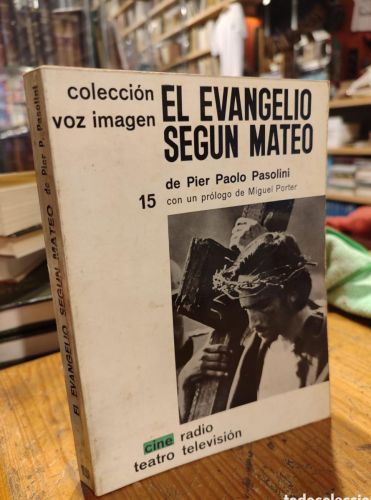 colección
voz imagen
EL EVANGELIO
SEGUN MATEO
de Pier Paolo Pasolini
15
con un prólogo de Miguel Porter
cine radio
teatro televisión
EL EVANGELIO SEGUN MATEO de Pier P. Pasolini